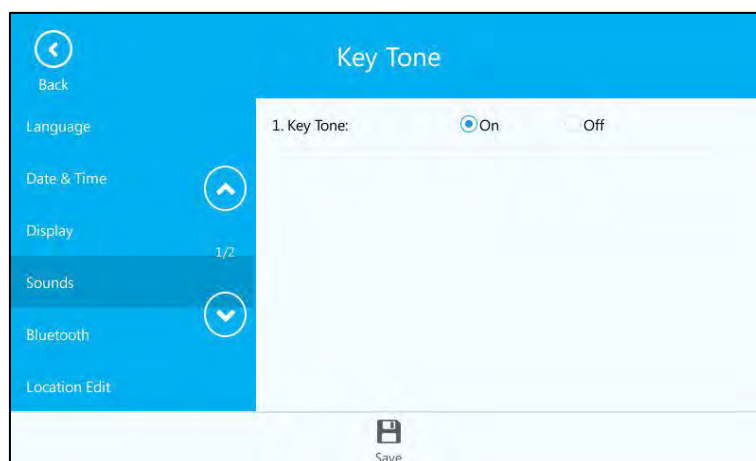 Key Tone
Back
Language
Date & Time
Display
1/2
Sounds
Bluetooth
Location Edit
1. Key Tone: On Off
Save